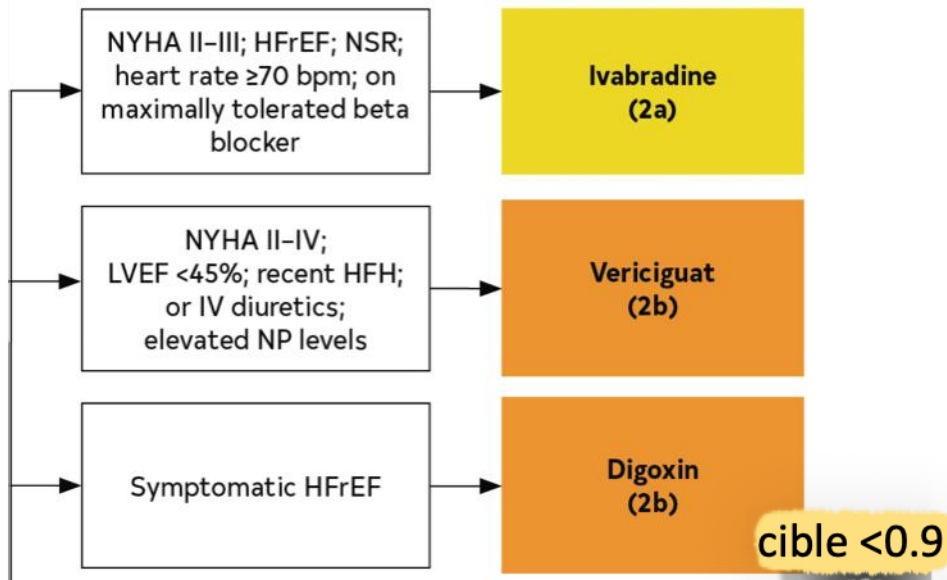 NYHA II–III; HFrEF; NSR;
heart rate ≥70 bpm; on
maximally tolerated beta
blocker
Ivabradine
(2a)
NYHA II–IV;
LVEF <45%; recent HFH;
or IV diuretics;
elevated NP levels
Vericiguat
(2b)
Symptomatic HFrEF
Digoxin
(2b)
cible <0.9